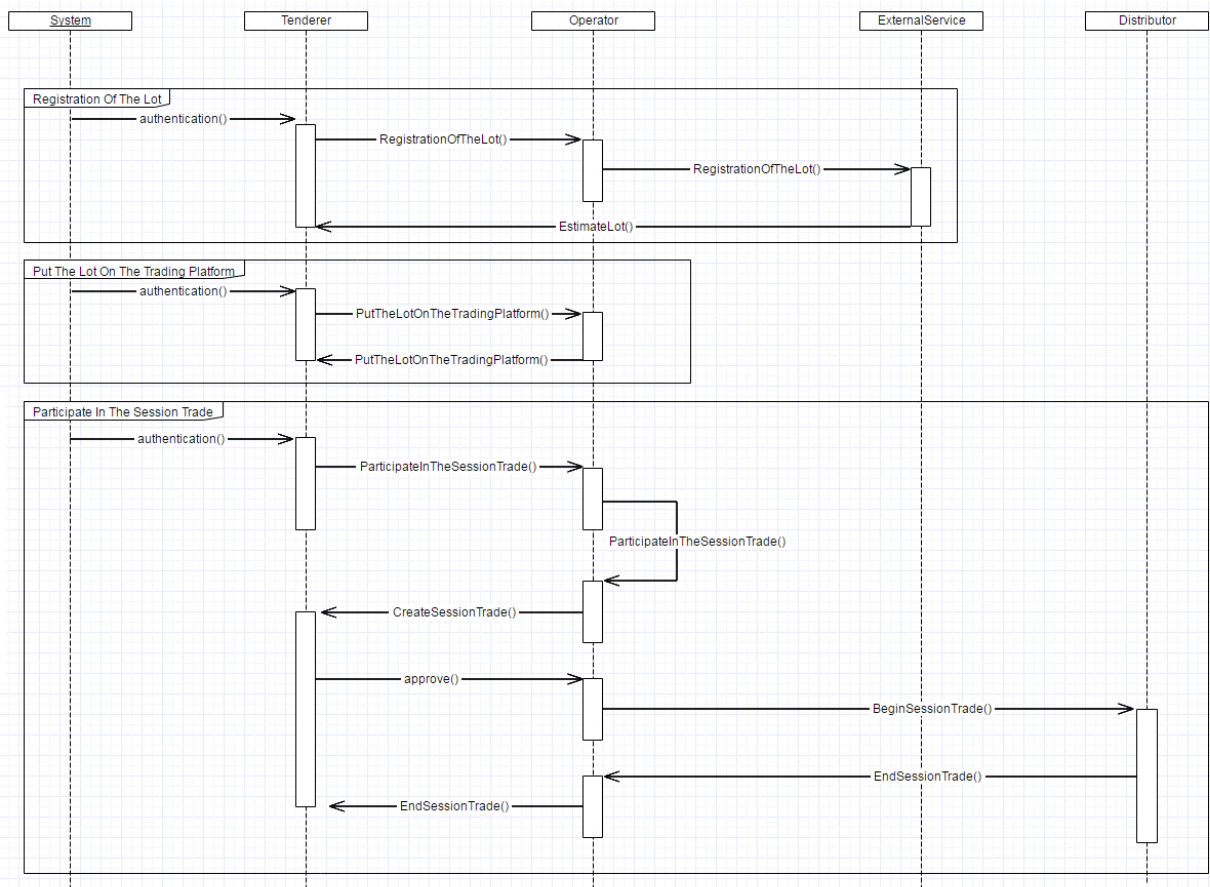 System
Tenderer
Operator
ExternalService
Distributor
Registration Of The Lot
authentication()
RegistrationOfTheLot()
RegistrationOfTheLot()
EstimateLot()
Put The Lot On The Trading Platform
authentication()
PutTheLotOnTheTradingPlatform()
PutTheLotOnTheTradingPlatform()
Participate In The Session Trade
authentication()
ParticipateInTheSessionTrade()
ParticipateInTheSessionTrade()
CreateSessionTrade()
approve()
BeginSessionTrade()
EndSessionTrade()
EndSessionTrade()